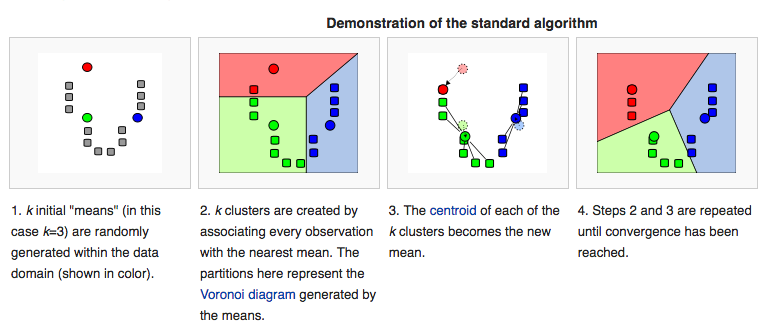 Demonstration of the standard algorithm
1. k initial "means" (in this
case k=3) are randomly
generated within the data
domain (shown in color).
2. k clusters are created by
associating every observation
with the nearest mean. The
partitions here represent the
Voronoi diagram generated by
the means.
3. The centroid of each of the
k clusters becomes the new
mean.
4. Steps 2 and 3 are repeated
until convergence has been
reached.